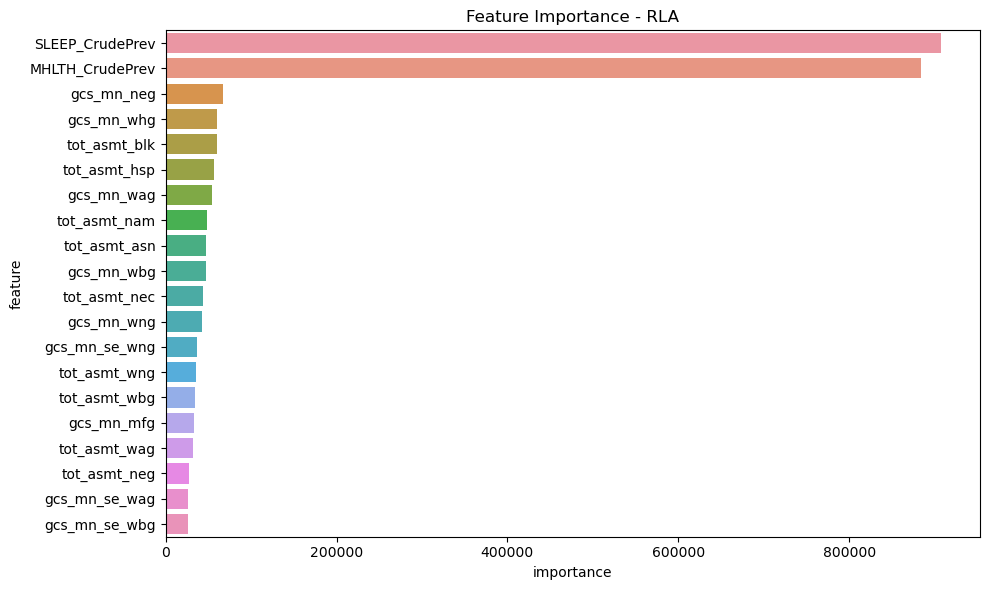 Feature Importance - RLA
feature
SLEEP_CrudePrev
MHLTH_CrudePrev
gcs_mn_neg
gcs_mn_whg
tot_asmt_blk
tot_asmt_hsp
gcs_mn_wag
tot_asmt_nam
tot_asmt_asn
gcs_mn_wbg
tot_asmt_nec
gcs_mn_wng
gcs_mn_se_wng
tot_asmt_wng
tot_asmt_wbg
gcs_mn_mfg
tot_asmt_wag
tot_asmt_neg
gcs_mn_se_wag
gcs_mn_se_wbg
0 200000 400000 600000 800000
importance